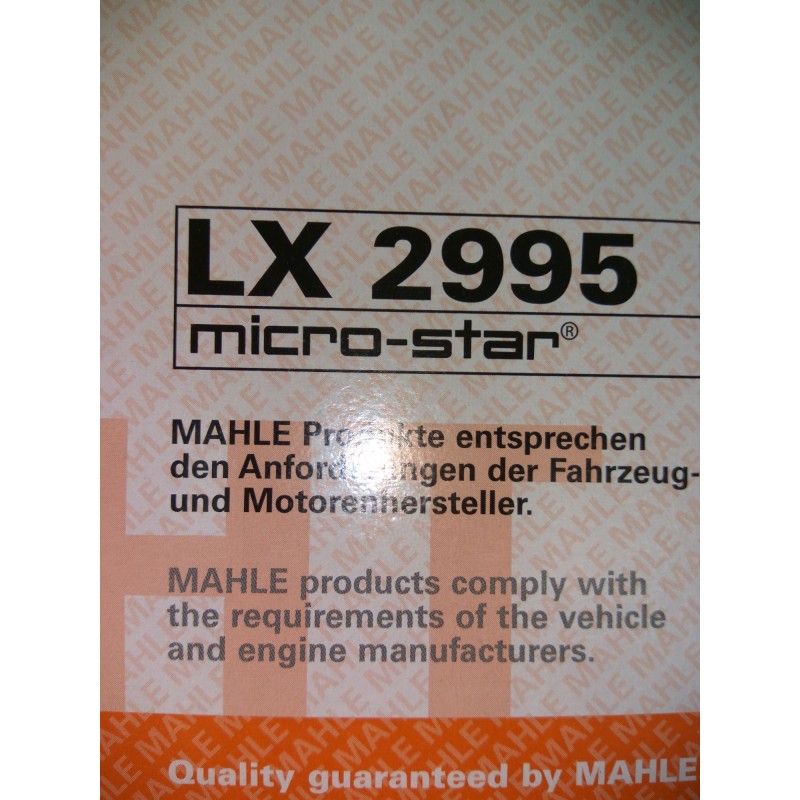 LX 2995
micro-star®
MAHLE Produkte entsprechen
den Anforderungen der Fahrzeug-
und Motorenhersteller.
MAHLE products comply with
the requirements of the vehicle
and engine manufacturers.
Quality guaranteed by MAHLE